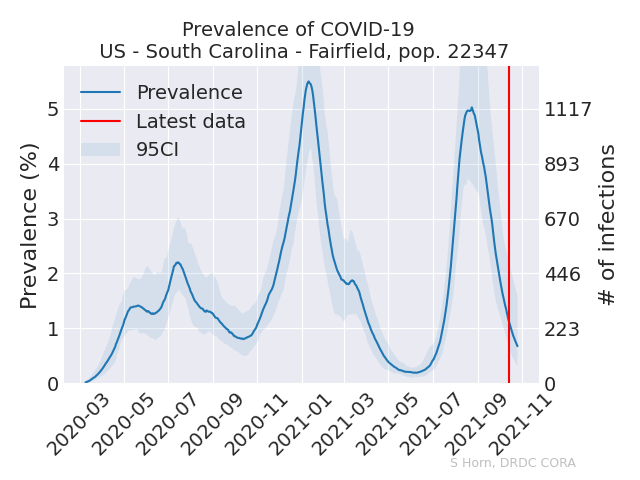 Prevalence of COVID-19
US - South Carolina - Fairfield, pop. 22347
Prevalence
Latest data
95CI
Prevalence (%)
5
4
3
2
1
0
1117
893
670
446
223
0
# of infections
2020-03
2020-05
2020-07
2020-09
2020-11
2021-01
2021-03
2021-05
2021-07
2021-09
2021-11
S Horn, DRDC CORA